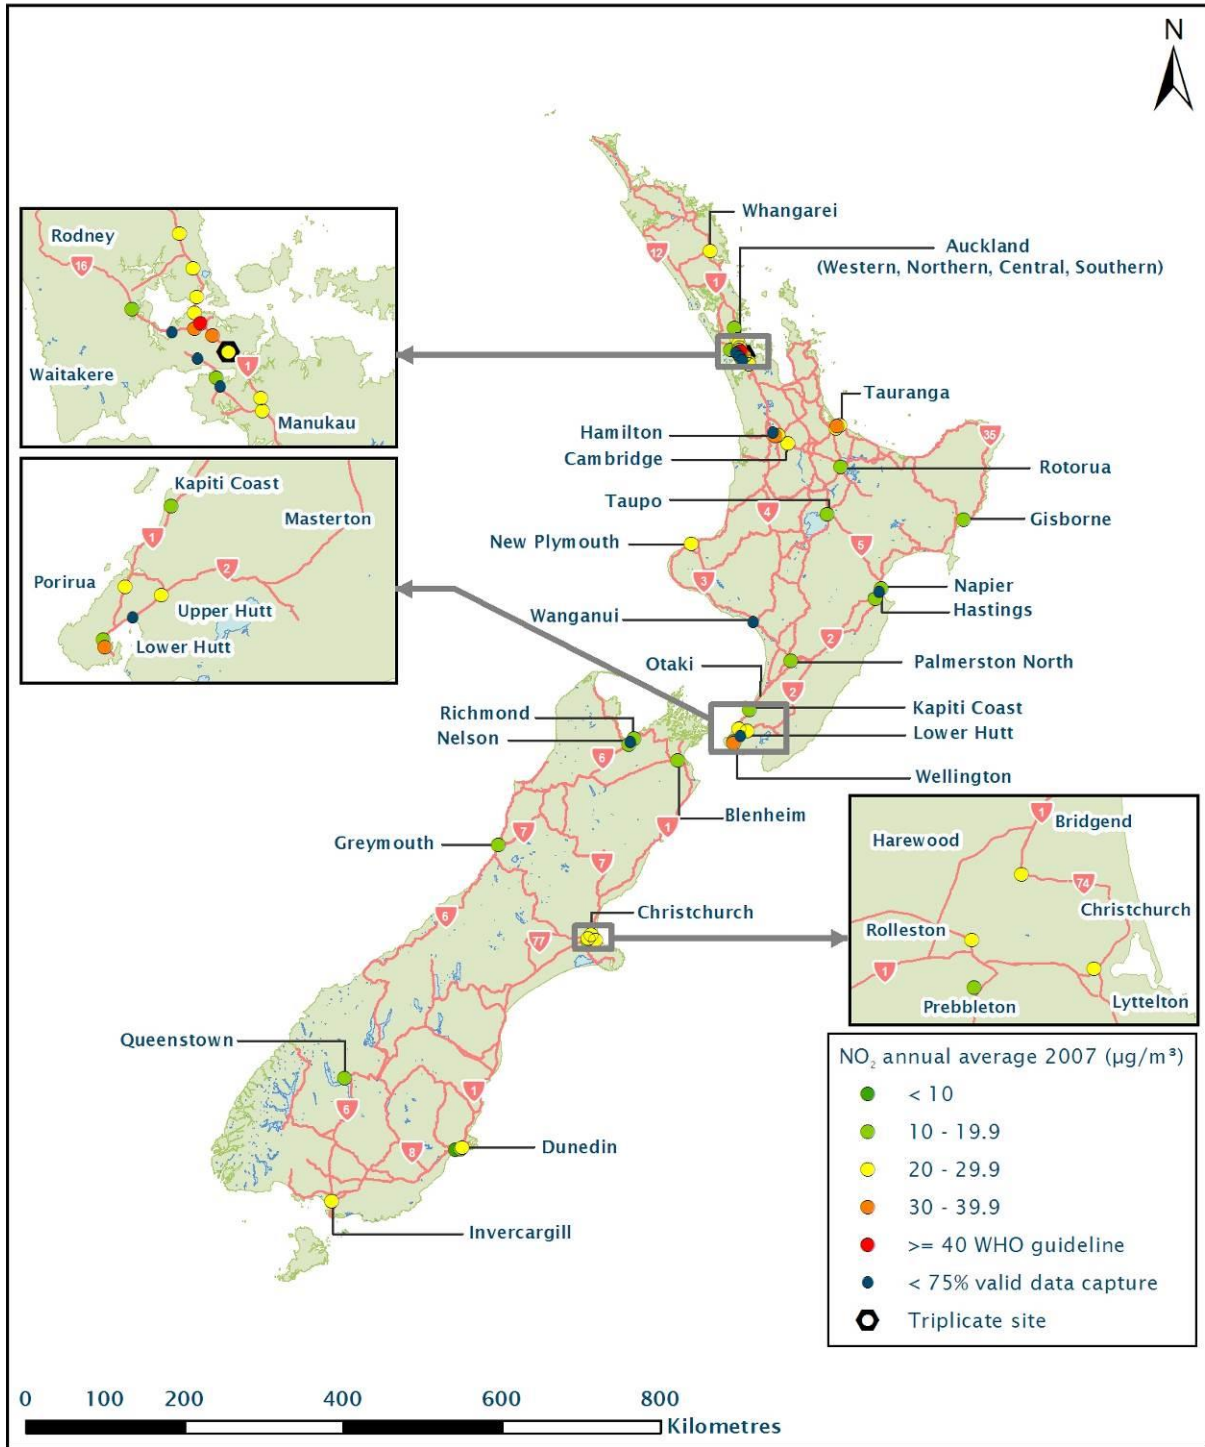 N
Whangarei
Auckland
(Western, Northern, Central, Southern)
12
1
Rodney
16
Waitakere
1
Manukau
Tauranga
Hamilton
Cambridge
35
Rotorua
Taupo
4
Gisborne
New Plymouth
5
3
Napier
Hastings
Wanganui
2
Otaki
Palmerston North
2
Kapiti Coast
Lower Hutt
Wellington
Kapiti Coast
Masterton
1
2
Porirua
Upper Hutt
Lower Hutt
Richmond
Nelson
6
Blenheim
1
7
Greymouth
7
6
Christchurch
77
1
Bridgend
Harewood
74
Christchurch
Rolleston
1
Prebbleton
Lyttelton
Queenstown
1
6
8
Dunedin
Invercargill
NO₂ annual average 2007 (µg/m³)
< 10
10 - 19.9
20 - 29.9
30 - 39.9
>= 40 WHO guideline
< 75% valid data capture
Triplicate site
0 100 200 400 600 800
Kilometres